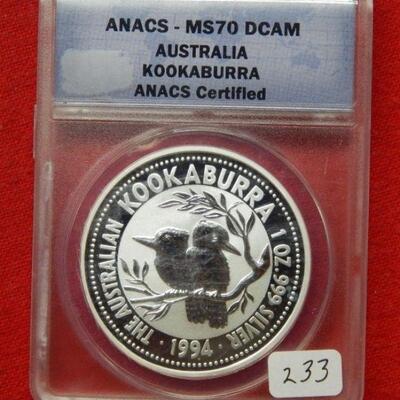 ANACS - MS70 DCAM
AUSTRALIA
KOOKABURRA
ANACS Certified
THE AUSTRALIAN KOOKABURRA 1 OZ. 999 SILVER
· 1994 ·
233